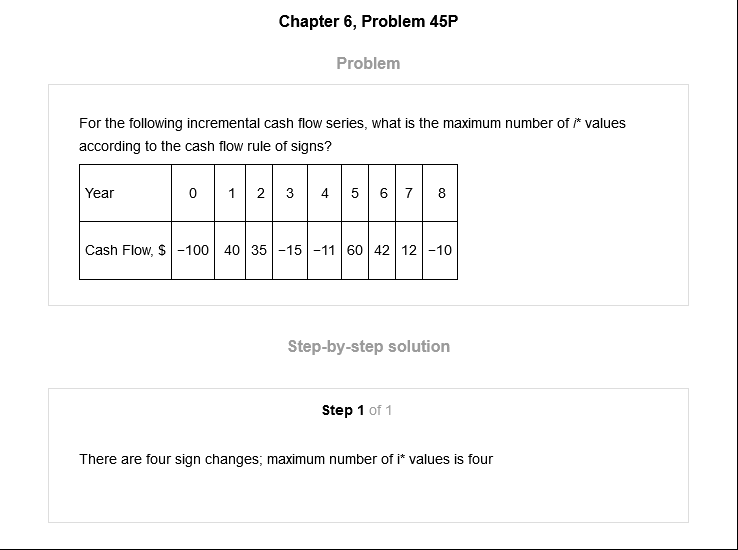 Chapter 6, Problem 45P
Problem
For the following incremental cash flow series, what is the maximum number of i* values
according to the cash flow rule of signs?
Year 0 1 2 3 4 5 6 7 8
Cash Flow, $ −100 40 35 −15 −11 60 42 12 −10
Step-by-step solution
Step 1 of 1
There are four sign changes; maximum number of i* values is four